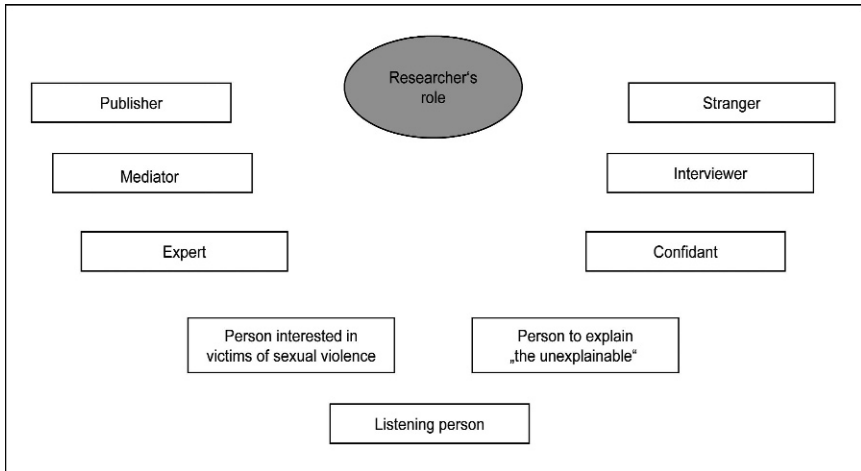 Researcher‘s
role
Publisher
Stranger
Mediator
Interviewer
Expert
Confidant
Person interested in
victims of sexual violence
Person to explain
„the unexplainable“
Listening person